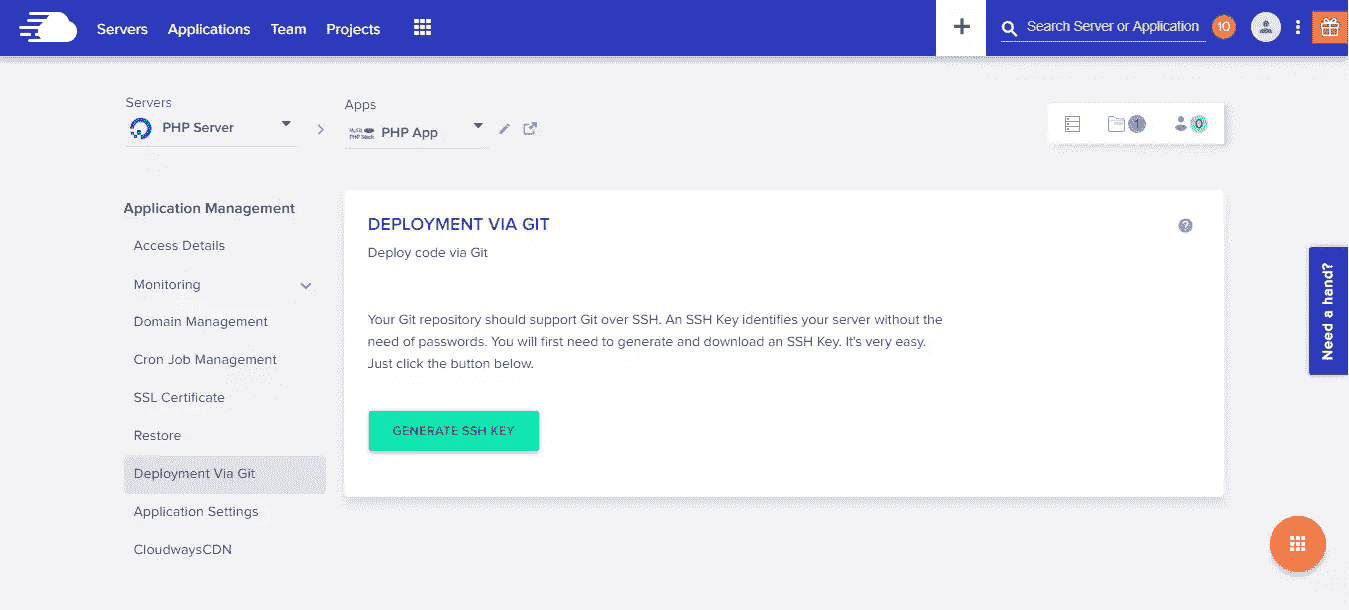 Servers Applications Team Projects
+ Search Server or Application 10
Servers
PHP Server
Apps
PHP App
1 0
Application Management
Access Details
Monitoring
Domain Management
Cron Job Management
SSL Certificate
Restore
Deployment Via Git
Application Settings
CloudwaysCDN
DEPLOYMENT VIA GIT
?
Deploy code via Git
Your Git repository should support Git over SSH. An SSH Key identifies your server without the
need of passwords. You will first need to generate and download an SSH Key. It's very easy.
Just click the button below.
GENERATE SSH KEY
Need a hand?